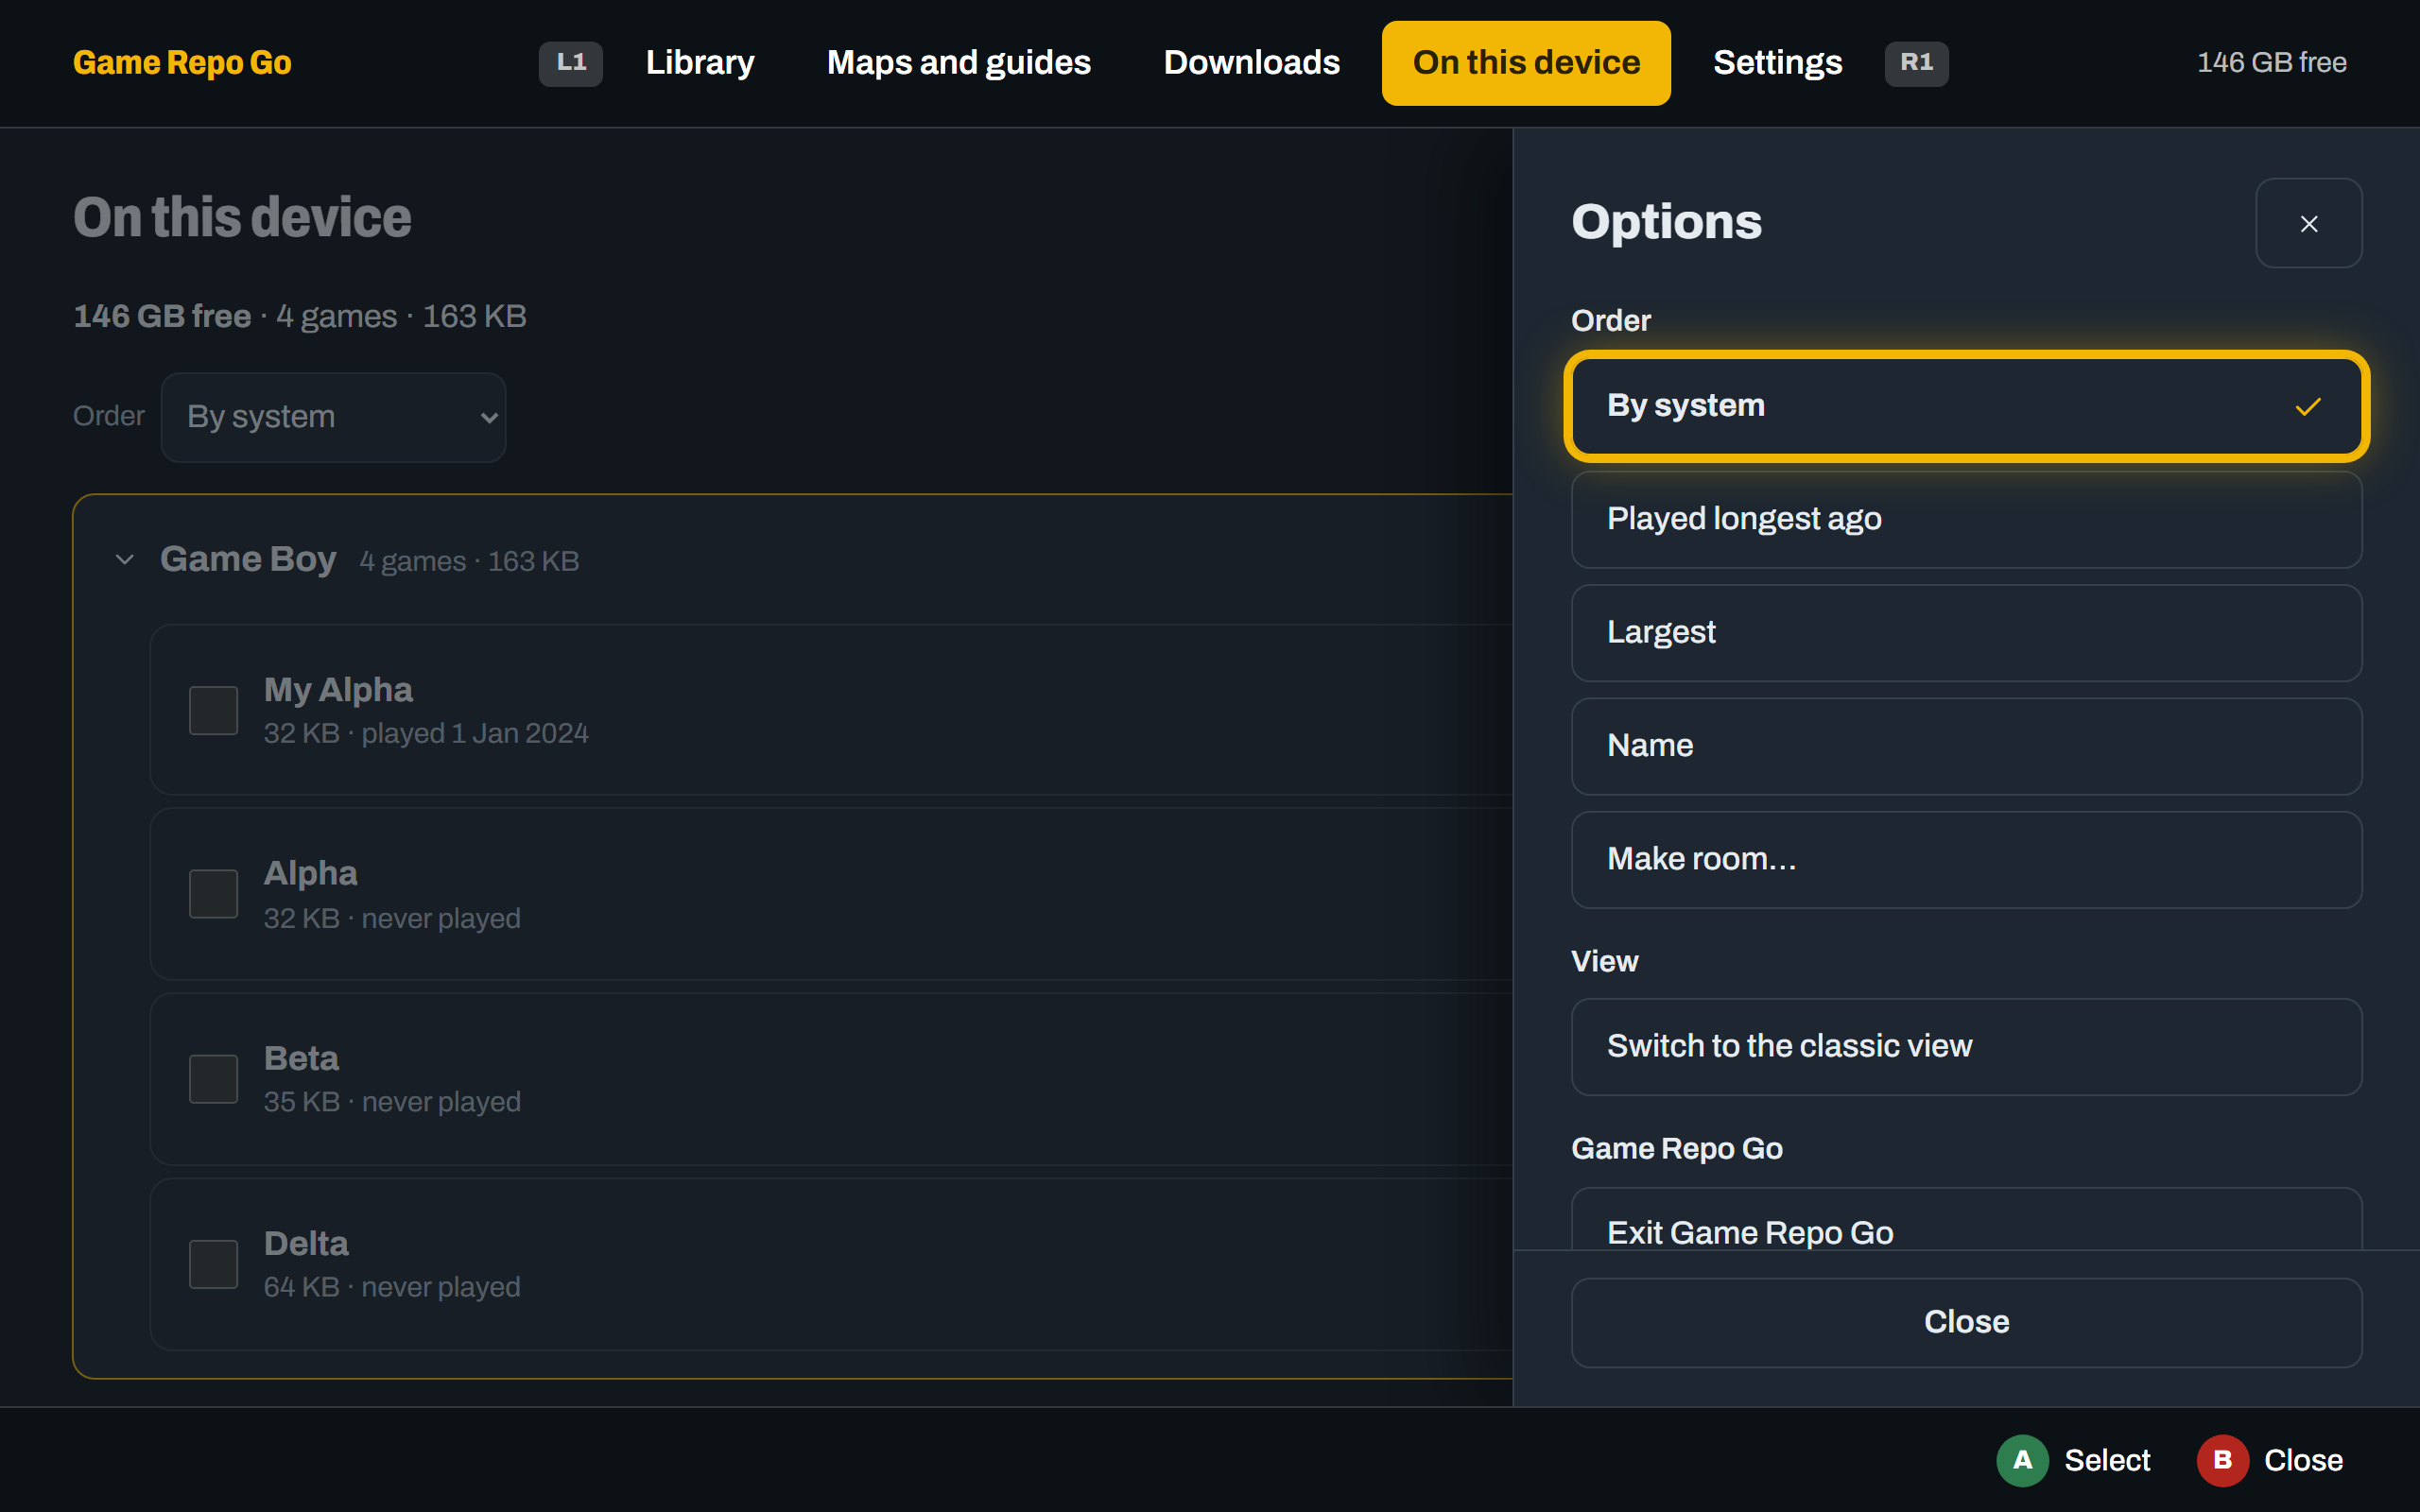 Game Repo Go
L1
Library
Maps and guides
Downloads
On this device
Settings
R1
146 GB free
On this device
146 GB free · 4 games · 163 KB
Order
By system
Game Boy 4 games · 163 KB
My Alpha
32 KB · played 1 Jan 2024
Alpha
32 KB · never played
Beta
35 KB · never played
Delta
64 KB · never played
Options
Order
By system
Played longest ago
Largest
Name
Make room...
View
Switch to the classic view
Game Repo Go
Exit Game Repo Go
Close
A Select
B Close